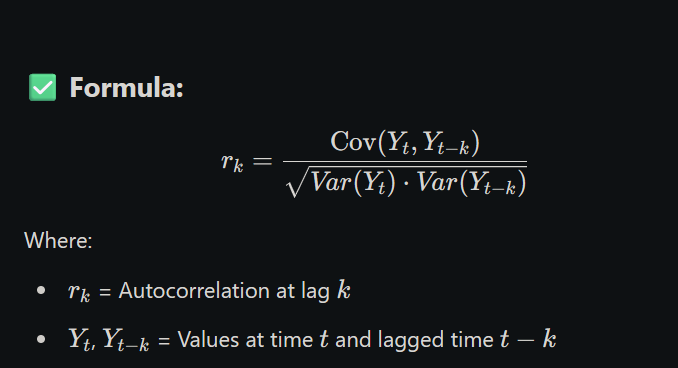 ✅ Formula:
r_k = Cov(Y_t, Y_{t−k}) / √(Var(Y_t) · Var(Y_{t−k}))
Where:
• r_k = Autocorrelation at lag k
• Y_t, Y_{t−k} = Values at time t and lagged time t − k